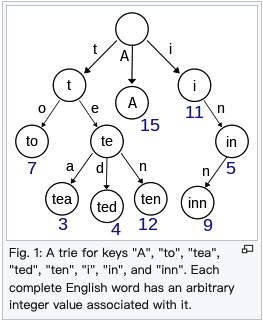 t A i
t A i
15 11
o e n
to te in
7 5
a d n n
tea ted ten inn
3 4 12 9
Fig. 1: A trie for keys "A", "to", "tea",
"ted", "ten", "i", "in", and "inn". Each
complete English word has an arbitrary
integer value associated with it.